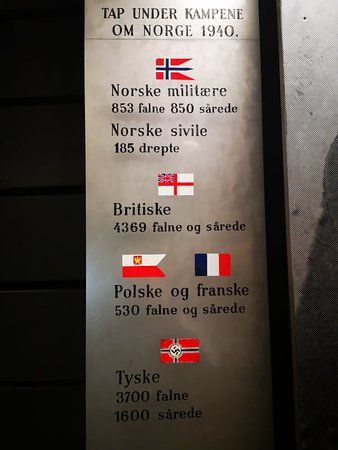 TAP UNDER KAMPENE
OM NORGE 1940.
Norske militære
853 falne 850 sårede
Norske sivile
185 drepte
Britiske
4369 falne og sårede
Polske og franske
530 falne og sårede
Tyske
3700 falne
1600 sårede